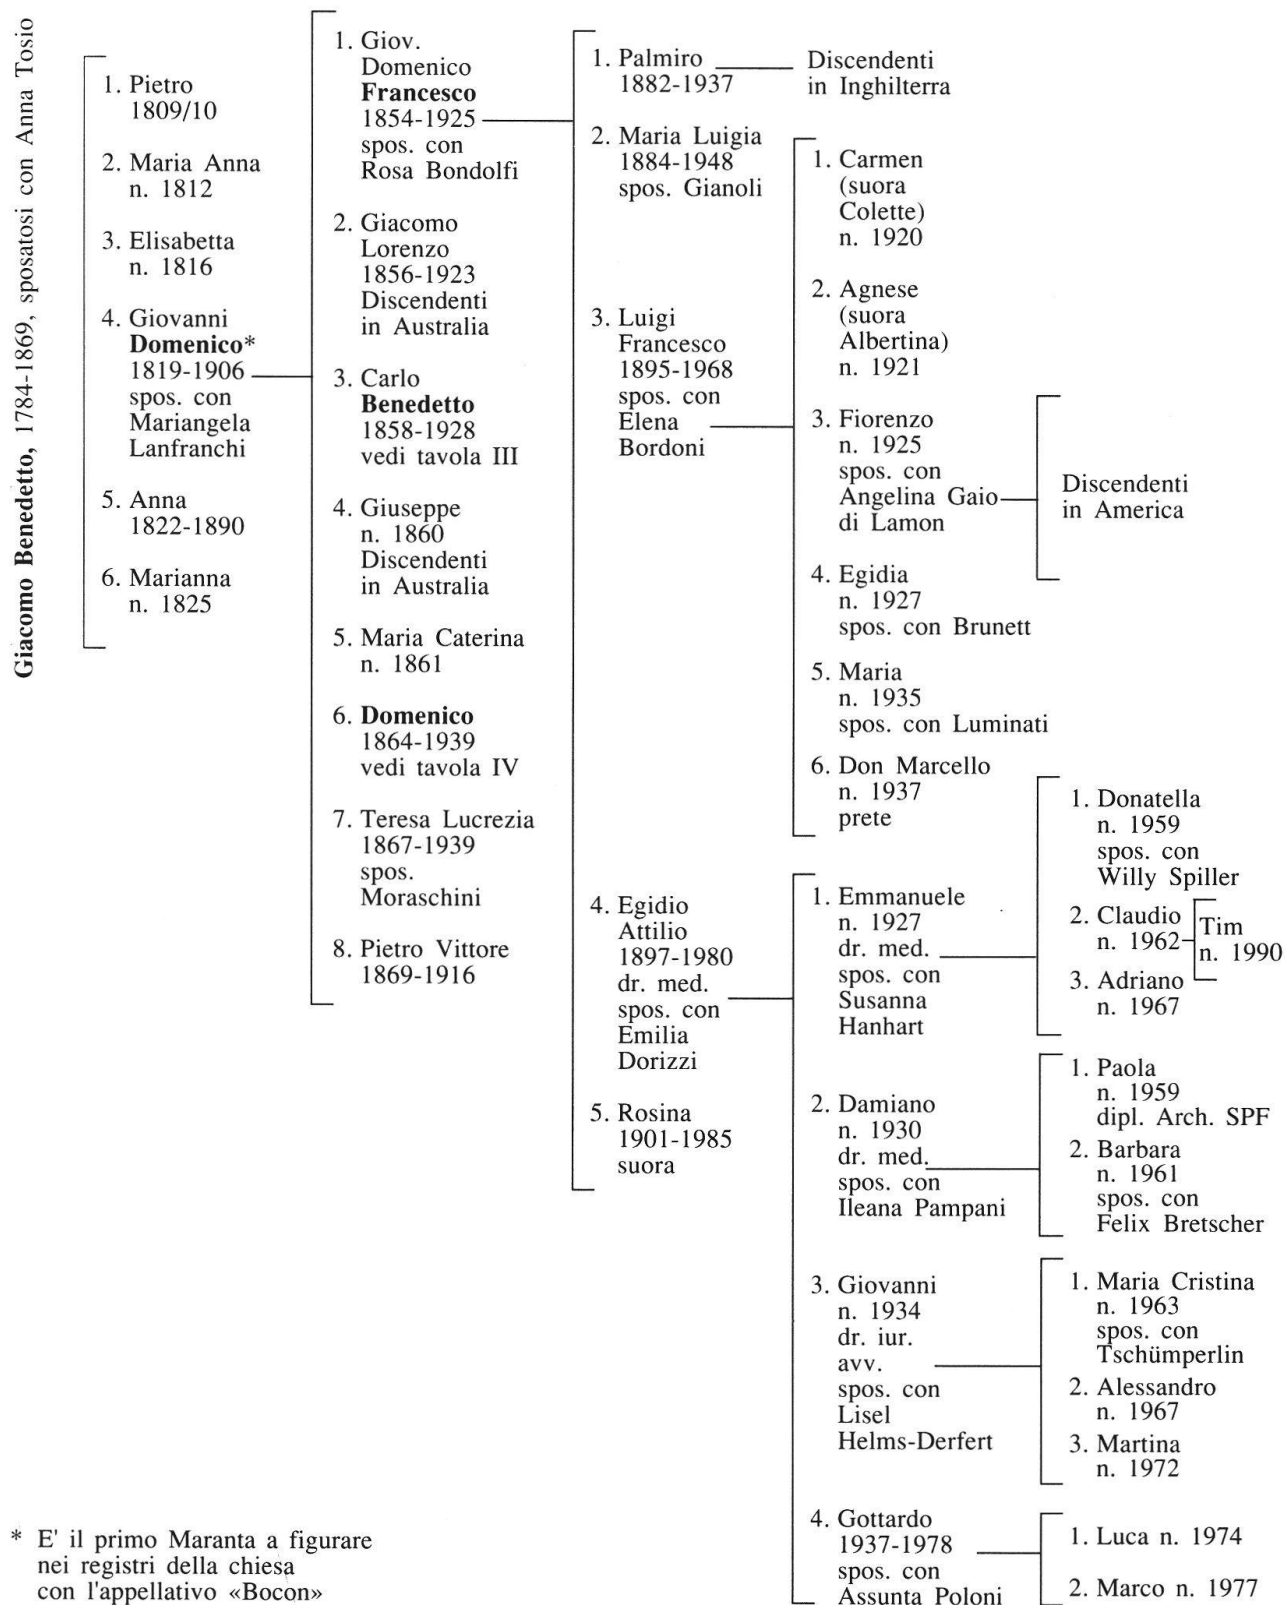 Giacomo Benedetto, 1784-1869, sposatosi con Anna Tosio
1. Pietro
1809/10
2. Maria Anna
n. 1812
3. Elisabetta
n. 1816
4. Giovanni
Domenico*
1819-1906
spos. con
Mariangela
Lanfranchi
5. Anna
1822-1890
6. Marianna
n. 1825
1. Giov.
Domenico
Francesco
1854-1925
spos. con
Rosa Bondolfi
2. Giacomo
Lorenzo
1856-1923
Discendenti
in Australia
3. Carlo
Benedetto
1858-1928
vedi tavola III
4. Giuseppe
n. 1860
Discendenti
in Australia
5. Maria Caterina
n. 1861
6. Domenico
1864-1939
vedi tavola IV
7. Teresa Lucrezia
1867-1939
spos.
Moraschini
8. Pietro Vittore
1869-1916
1. Palmiro
1882-1937
Discendenti
in Inghilterra
2. Maria Luigia
1884-1948
spos. Gianoli
3. Luigi
Francesco
1895-1968
spos. con
Elena
Bordoni
4. Egidio
Attilio
1897-1980
dr. med.
spos. con
Emilia
Dorizzi
5. Rosina
1901-1985
suora
1. Carmen
(suora
Colette)
n. 1920
2. Agnese
(suora
Albertina)
n. 1921
3. Fiorenzo
n. 1925
spos. con
Angelina Gaio
di Lamon
Discendenti
in America
4. Egidia
n. 1927
spos. con Brunett
5. Maria
n. 1935
spos. con Luminati
6. Don Marcello
n. 1937
prete
1. Emmanuele
n. 1927
dr. med.
spos. con
Susanna
Hanhart
2. Damiano
n. 1930
dr. med.
spos. con
Ileana Pampani
3. Giovanni
n. 1934
dr. iur.
avv.
spos. con
Lisel
Helms-Derfert
4. Gottardo
1937-1978
spos. con
Assunta Poloni
1. Donatella
n. 1959
spos. con
Willy Spiller
2. Claudio
n. 1962
Tim
n. 1990
3. Adriano
n. 1967
1. Paola
n. 1959
dipl. Arch. SPF
2. Barbara
n. 1961
spos. con
Felix Bretscher
1. Maria Cristina
n. 1963
spos. con
Tschümperlin
2. Alessandro
n. 1967
3. Martina
n. 1972
1. Luca n. 1974
2. Marco n. 1977
* E' il primo Maranta a figurare
nei registri della chiesa
con l'appellativo «Bocon»